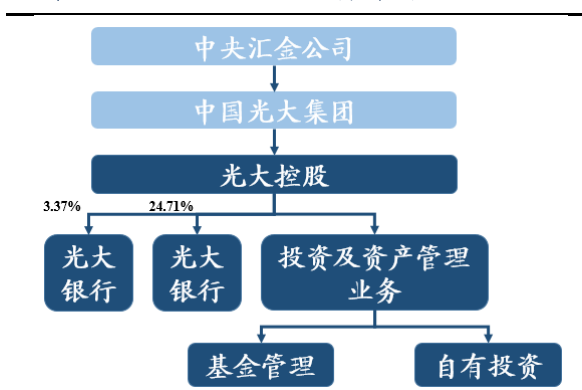 中央汇金公司
中国光大集团
光大控股
3.37%
24.71%
光大
银行
光大
银行
投资及资产管理
业务
基金管理
自有投资